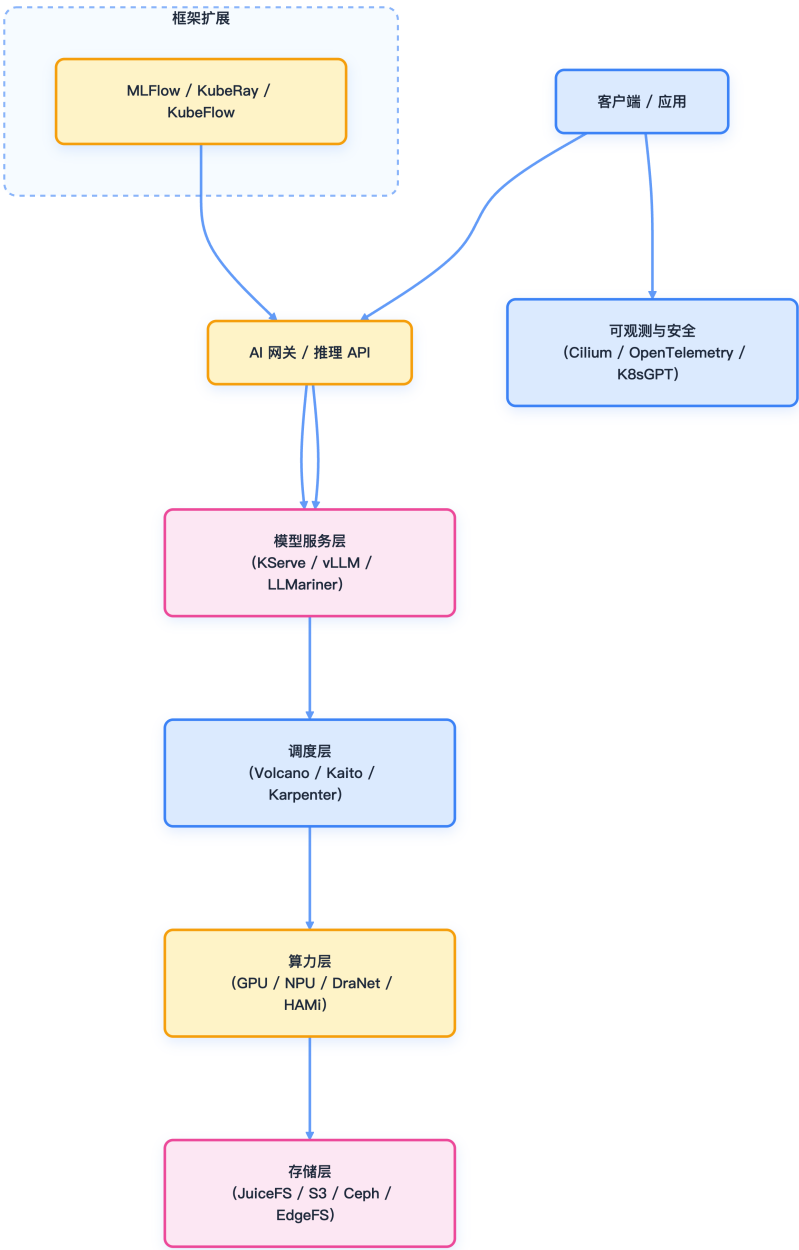 框架扩展
MLFlow / KubeRay /
KubeFlow
客户端 / 应用
AI 网关 / 推理 API
可观测与安全
(Cilium / OpenTelemetry /
K8sGPT)
模型服务层
(KServe / vLLM /
LLMariner)
调度层
(Volcano / Kaito /
Karpenter)
算力层
(GPU / NPU / DraNet /
HAMi)
存储层
(JuiceFS / S3 / Ceph /
EdgeFS)